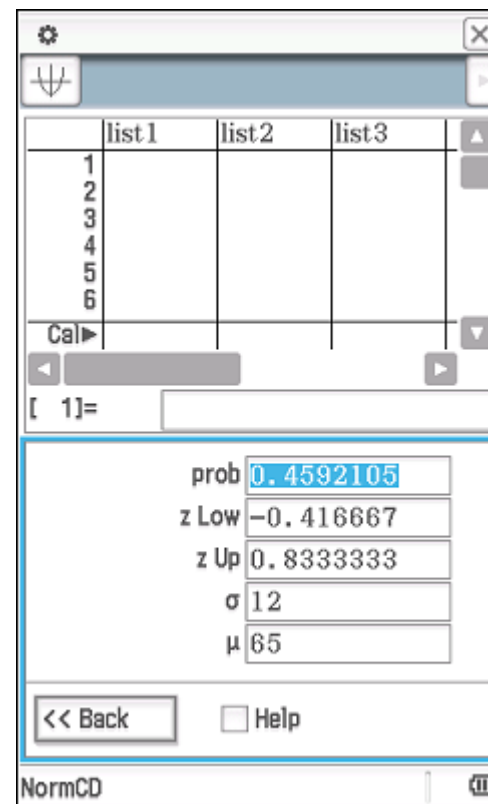 list1 list2 list3
1
2
3
4
5
6
Cal►
[ 1]=
prob 0.4592105
z Low -0.416667
z Up 0.8333333
σ 12
μ 65
<< Back Help
NormCD